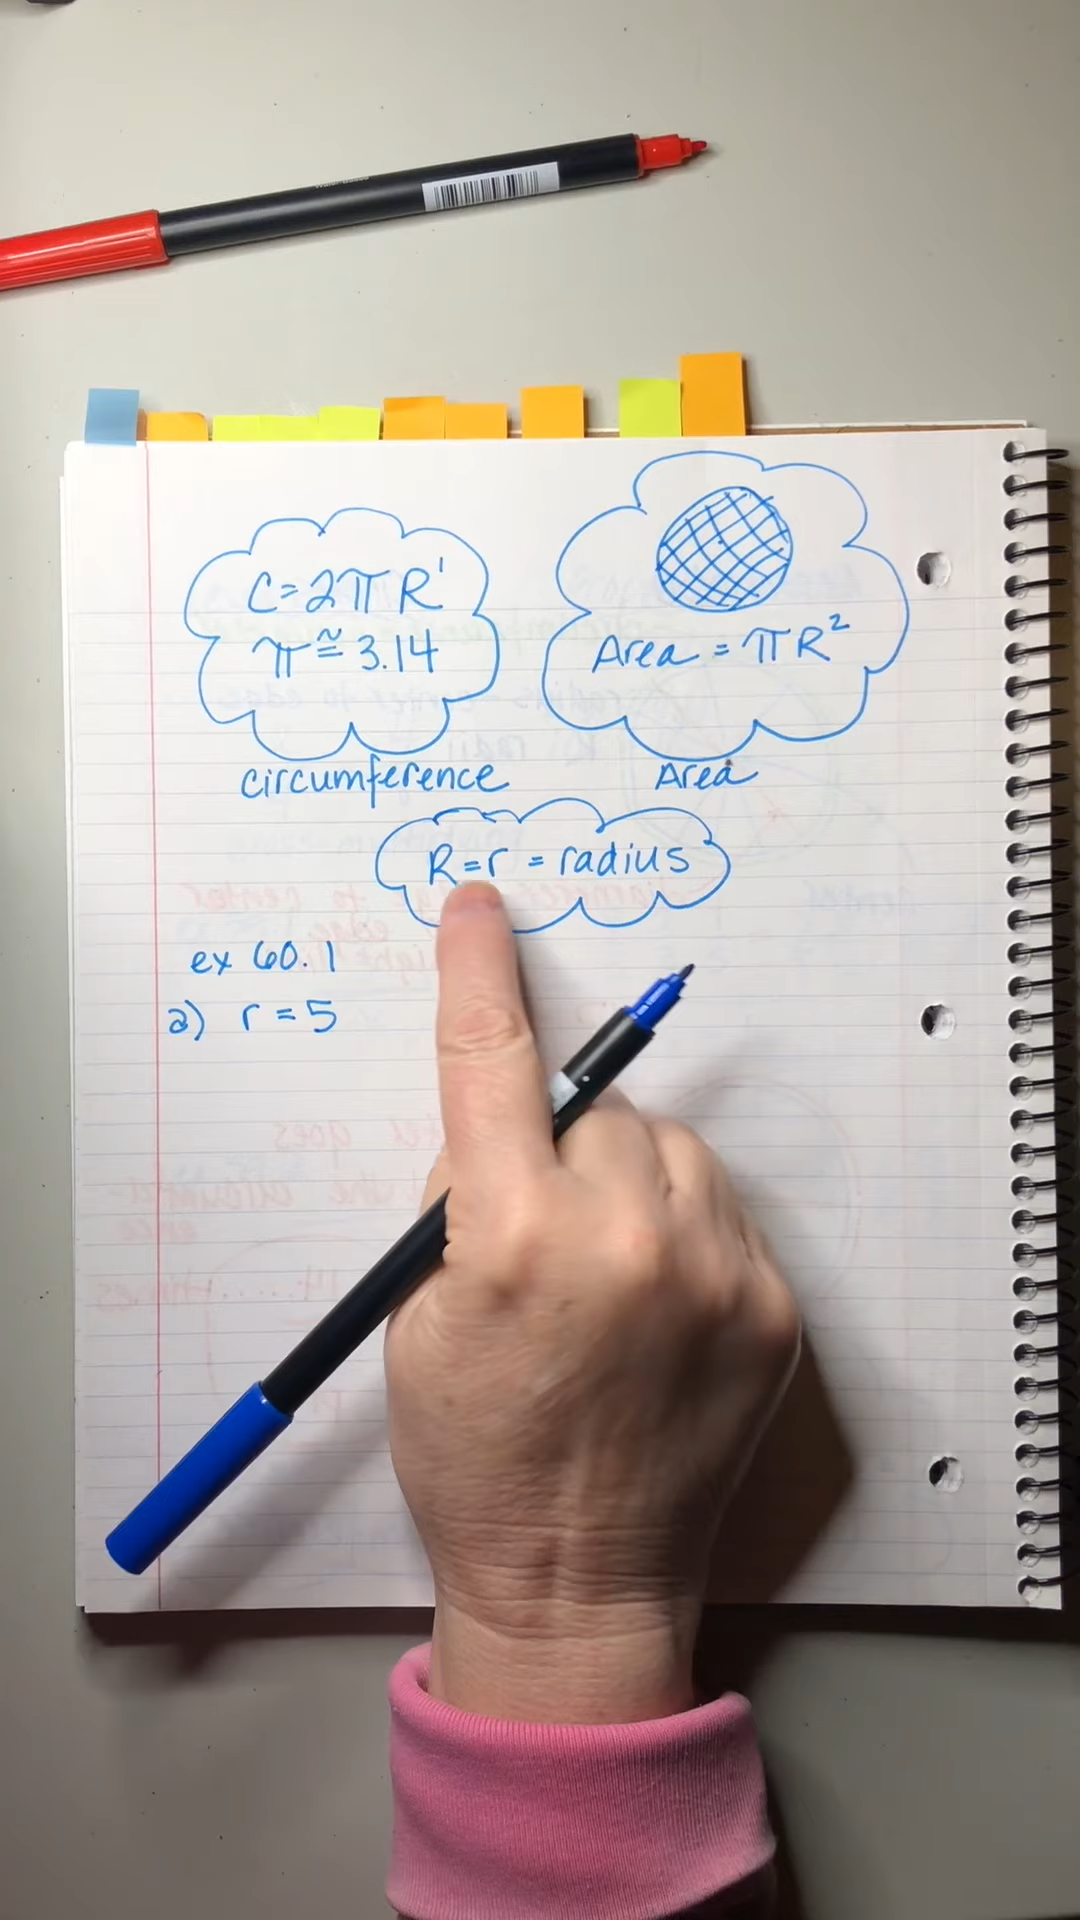 C = 2πR¹
π ≅ 3.14
circumference
Area = πR²
Area
R = r = radius
ex 60.1
a) r = 5